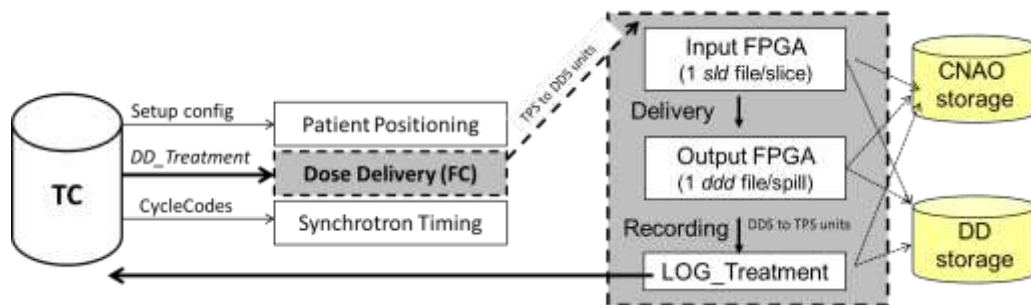 TC
Setup config
DD_Treatment
CycleCodes
Patient Positioning
Dose Delivery (FC)
Synchrotron Timing
TPS to DDS units
Input FPGA
(1 sld file/slice)
Delivery
Output FPGA
(1 ddd file/spill)
Recording
DDS to TPS units
LOG_Treatment
CNAO
storage
DD
storage